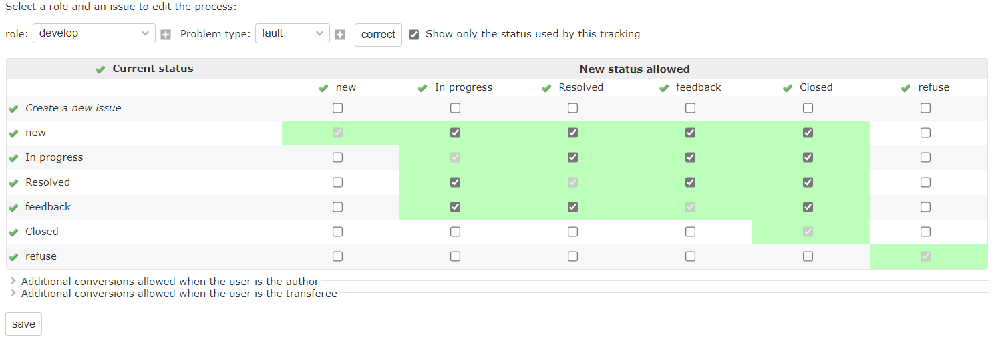 Select a role and an issue to edit the process:
role: develop Problem type: fault correct Show only the status used by this tracking
Current status New status allowed
new In progress Resolved feedback Closed refuse
Create a new issue
new
In progress
Resolved
feedback
Closed
refuse
Additional conversions allowed when the user is the author
Additional conversions allowed when the user is the transferee
save